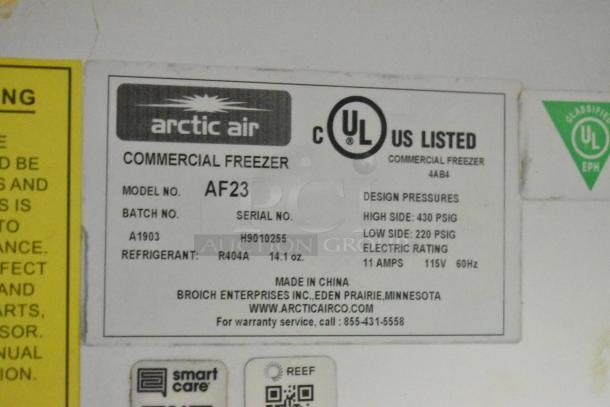 NG
E
D BE
S AND
S IS
TO
ANCE.
FFECT
AND
ARTS,
SOR.
NUAL
ION.
arctic air
COMMERCIAL FREEZER
MODEL NO. AF23
BATCH NO. SERIAL NO.
A1903 H9010255
REFRIGERANT: R404A 14.1 oz.
C UL ® US LISTED
COMMERCIAL FREEZER
4AB4
DESIGN PRESSURES
HIGH SIDE: 430 PSIG
LOW SIDE: 220 PSIG
ELECTRIC RATING
11 AMPS 115V 60Hz
MADE IN CHINA
BROICH ENTERPRISES INC.,EDEN PRAIRIE,MINNESOTA
WWW.ARCTICAIRCO.COM
For warranty service, call : 855-431-5558
CLASSIFIED
UL
EPH
smart
care
REEF
PCI
AUCTION GROUP